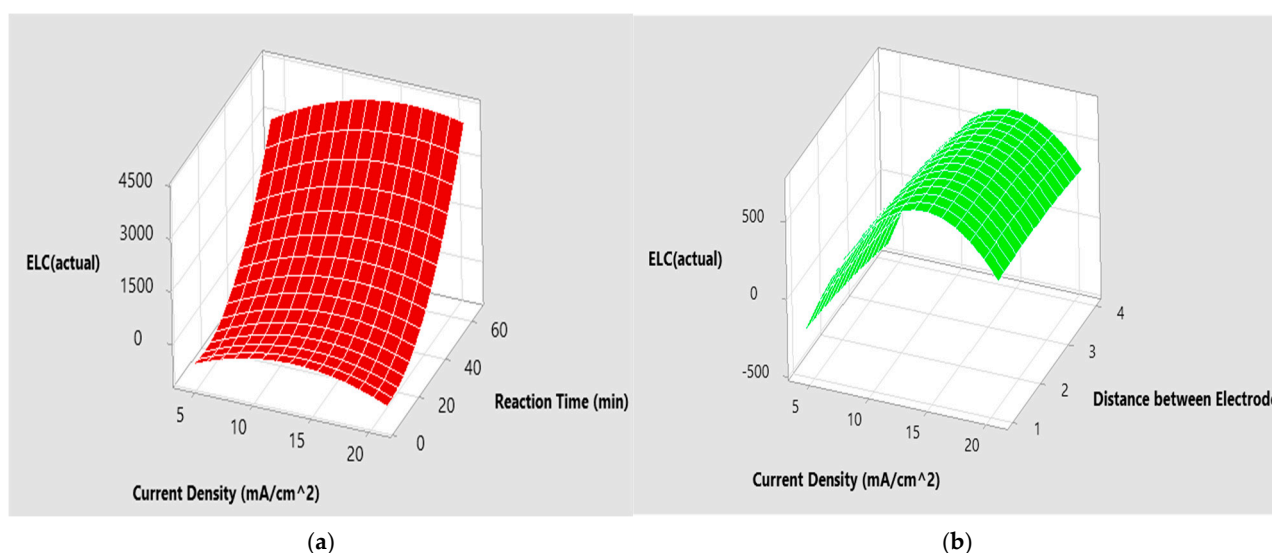 4500
3000
ELC(actual)
1500
0
60
40
20
0
Reaction Time (min)
5
10
15
20
Current Density (mA/cm^2)
(a)
500
ELC(actual)
0
-500
4
3
2
1
Distance between Electrode
5
10
15
20
Current Density (mA/cm^2)
(b)